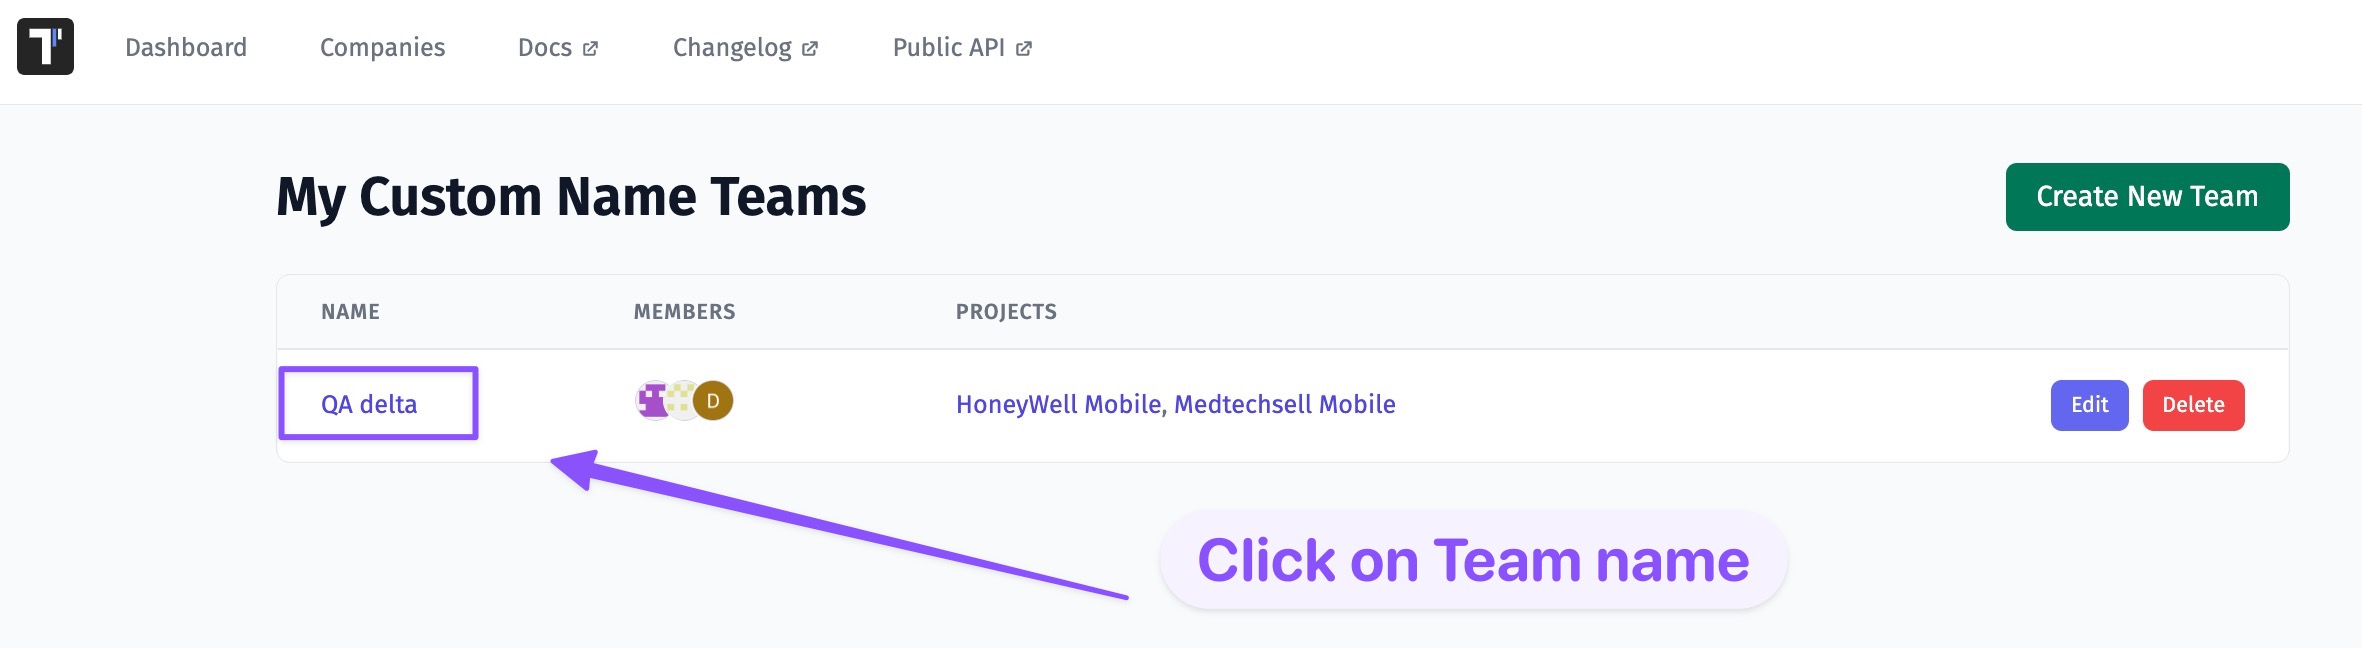 T
Dashboard Companies Docs Changelog Public API
My Custom Name Teams
Create New Team
NAME MEMBERS PROJECTS
QA delta D HoneyWell Mobile, Medtechsell Mobile Edit Delete
Click on Team name